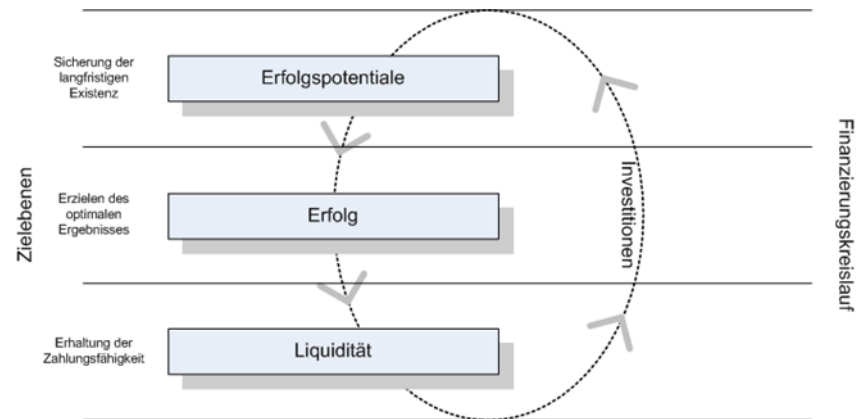 Zielebenen
Sicherung der
langfristigen
Existenz
Erfolgspotentiale
Erzielen des
optimalen
Ergebnisses
Erfolg
Erhaltung der
Zahlungsfähigkeit
Liquidität
Investitionen
Finanzierungskreislauf